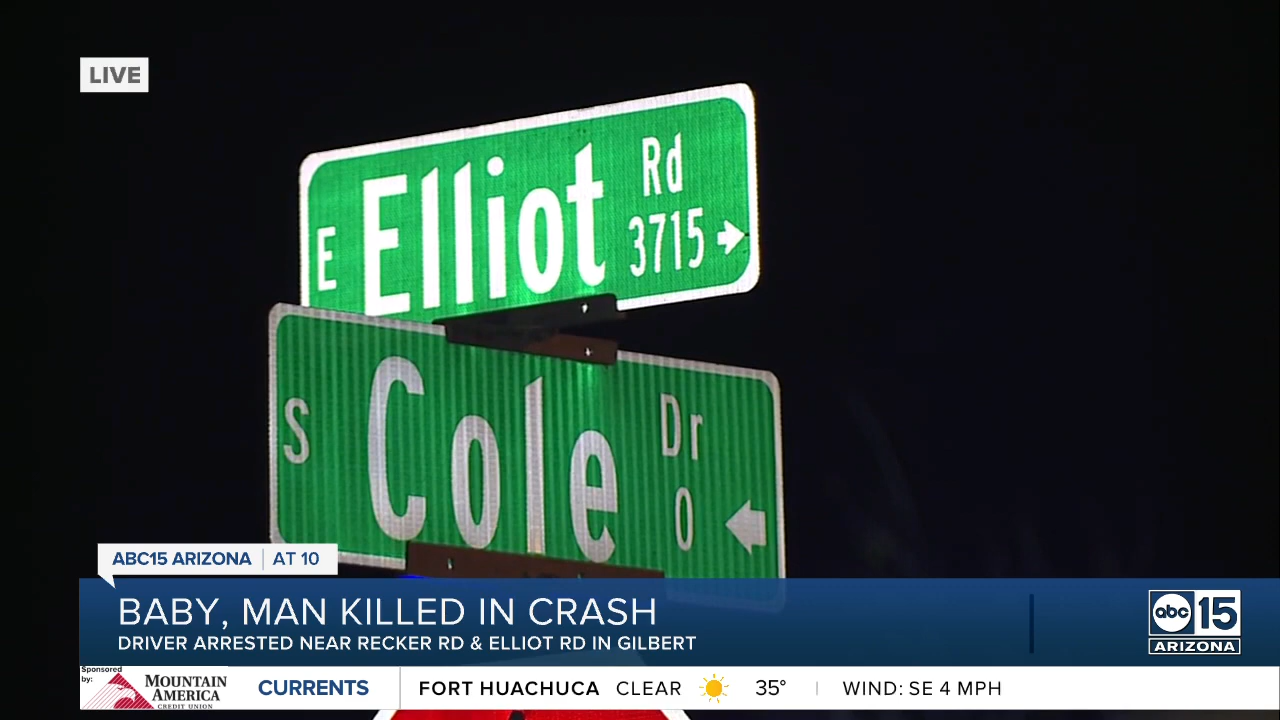 LIVE
E Elliot Rd
3715
S Cole Dr
0
ABC15 ARIZONA | AT 10
BABY, MAN KILLED IN CRASH
DRIVER ARRESTED NEAR RECKER RD & ELLIOT RD IN GILBERT
abc 15
ARIZONA
Sponsored by:
MOUNTAIN AMERICA
CREDIT UNION
CURRENTS
FORT HUACHUCA CLEAR 35° | WIND: SE 4 MPH